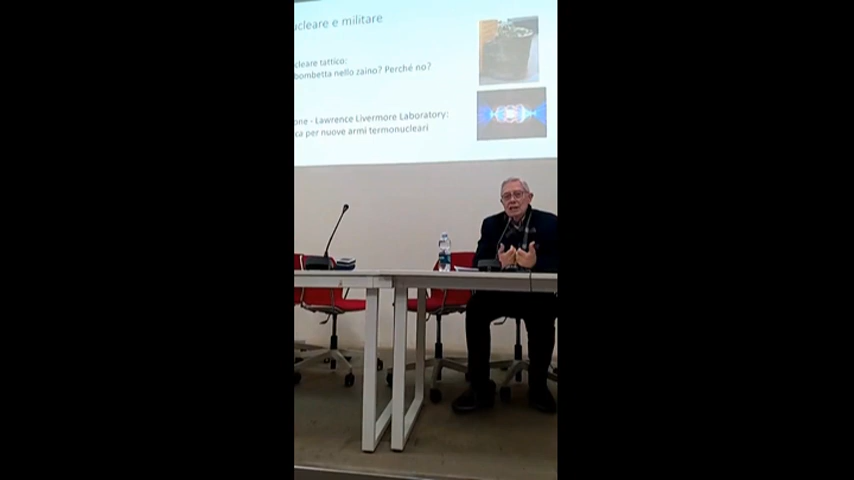 ucleare e militare
cleare tattico:
bombetta nello zaino? Perché no?
one - Lawrence Livermore Laboratory:
ca per nuove armi termonucleari